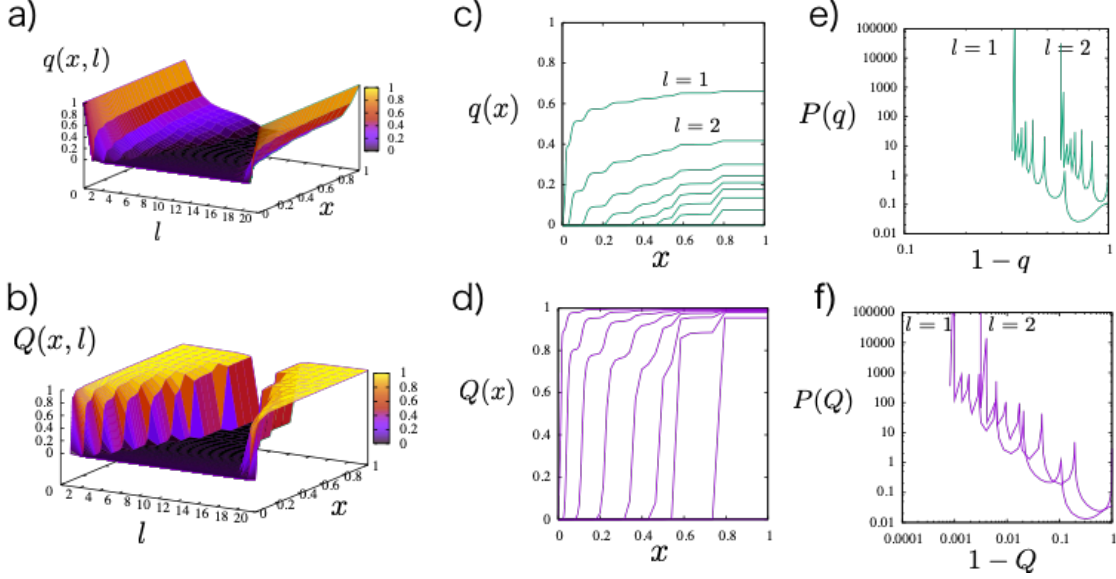 a)
q(x, l)
1
0.8
0.6
0.4
0.2
0
1
0.8
0.6
0.4
0.2
0
0 2 4 6 8 10 12 14 16 18 20
l
0 0.2 0.4 0.6 0.8 1
x
b)
Q(x, l)
1
0.8
0.6
0.4
0.2
0
1
0.8
0.6
0.4
0.2
0
0 2 4 6 8 10 12 14 16 18 20
l
0 0.2 0.4 0.6 0.8 1
x
c)
q(x)
1
0.8
0.6
0.4
0.2
0
l = 1
l = 2
0 0.2 0.4 0.6 0.8 1
x
d)
Q(x)
1
0.8
0.6
0.4
0.2
0
0 0.2 0.4 0.6 0.8 1
x
e)
P(q)
100000
10000
1000
100
10
1
0.1
0.01
l = 1 l = 2
0.1 1
1 − q
f)
P(Q)
100000
10000
1000
100
10
1
0.1
0.01
l = 1 l = 2
0.0001 0.001 0.01 0.1 1
1 − Q